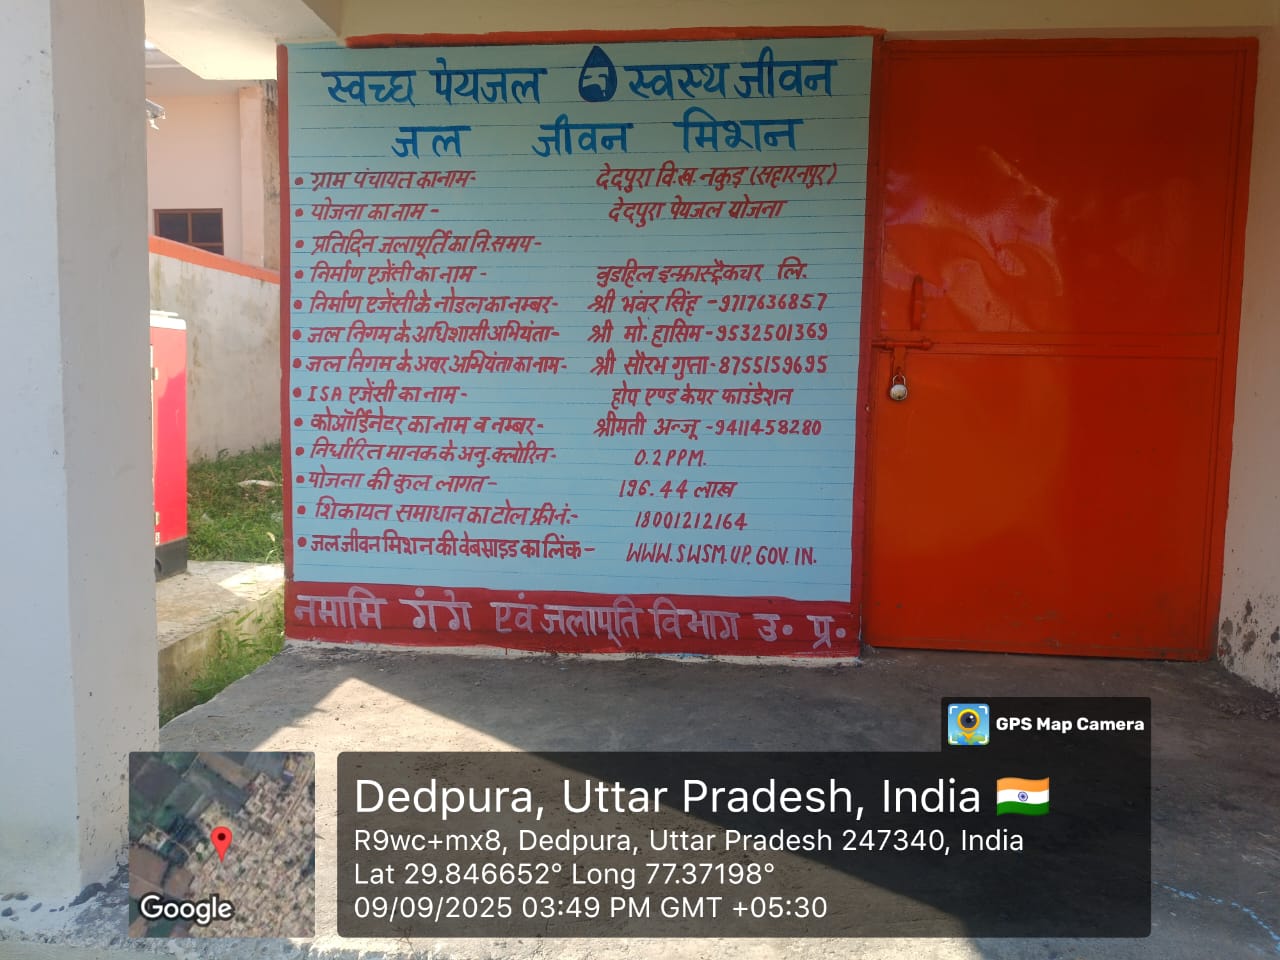 स्वच्छ पेयजल स्वस्थ जीवन
जल जीवन मिशन
• ग्राम पंचायत का नाम- देदपुरा वि.ख. नकुड़ (सहारनपुर)
• योजना का नाम - देदपुरा पेयजल योजना
• प्रतिदिन जलापूर्ति का नि.समय-
• निर्माण एजेंसी का नाम - वुडहिल इन्फ्रास्ट्रैकचर लि.
• निर्माण एजेंसी के नोडल का नम्बर- श्री भंवर सिंह -9717636857
• जल निगम के अधिशासी अभियंता- श्री मो. हासिम-9532501369
• जल निगम के अवर अभियंता का नाम- श्री सौरभ गुप्ता-8755159695
• ISA एजेंसी का नाम- होप एण्ड केयर फाउंडेशन
• कोऑर्डिनेटर का नाम व नम्बर- श्रीमती अन्जू -9411458280
• निर्धारित मानक के अनु. क्लोरिन- 0.2PPM.
• योजना की कुल लागत- 196.44 लाख
• शिकायत समाधान का टोल फ्री नं.- 18001212164
• जल जीवन मिशन की वेबसाइड का लिंक- WWW.SWSM.UP.GOV.IN.
नमामि गंगे एवं जलापूति विभाग उ॰ प्र॰
GPS Map Camera
Dedpura, Uttar Pradesh, India
R9wc+mx8, Dedpura, Uttar Pradesh 247340, India
Lat 29.846652° Long 77.37198°
09/09/2025 03:49 PM GMT +05:30
Google